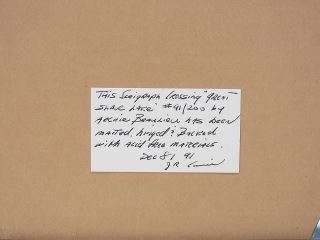 THIS Serigraph Crossing "GREAT
SLAVE LAKE" #91/200 by
ARCHIE BEAULIEU HAS been
matted, hinged & BACKED
with ACID FREE MATERIALS.
DEC 8/ 91
J.R.